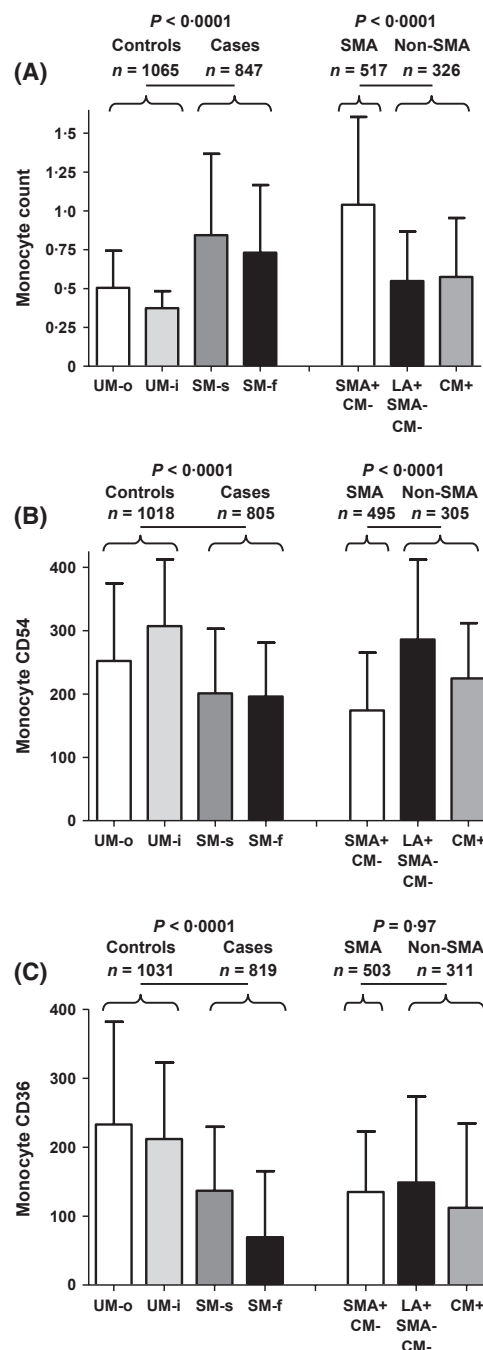 P < 0·0001 P < 0·0001
Controls Cases SMA Non-SMA
(A) n = 1065 n = 847 n = 517 n = 326
Monocyte count
1·5
1·25
1·0
0·75
0·5
0·25
0
UM-o UM-i SM-s SM-f SMA+ LA+ CM+
CM- SMA-
CM-
P < 0·0001 P < 0·0001
Controls Cases SMA Non-SMA
(B) n = 1018 n = 805 n = 495 n = 305
Monocyte CD54
400
300
200
100
0
UM-o UM-i SM-s SM-f SMA+ LA+ CM+
CM- SMA-
CM-
P < 0·0001 P = 0·97
Controls Cases SMA Non-SMA
(C) n = 1031 n = 819 n = 503 n = 311
Monocyte CD36
400
300
200
100
0
UM-o UM-i SM-s SM-f SMA+ LA+ CM+
CM- SMA-
CM-